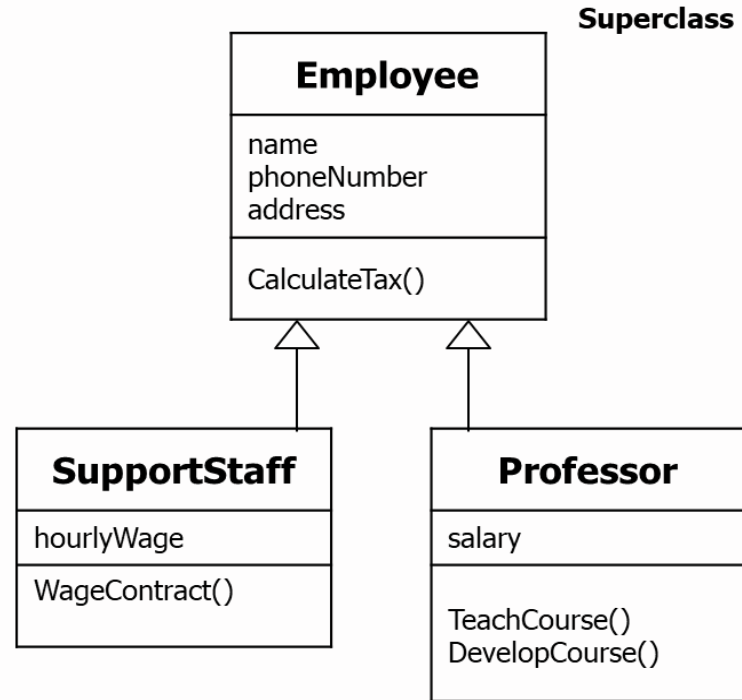 Superclass
Employee
name
phoneNumber
address
CalculateTax()
SupportStaff
hourlyWage
WageContract()
Professor
salary
TeachCourse()
DevelopCourse()